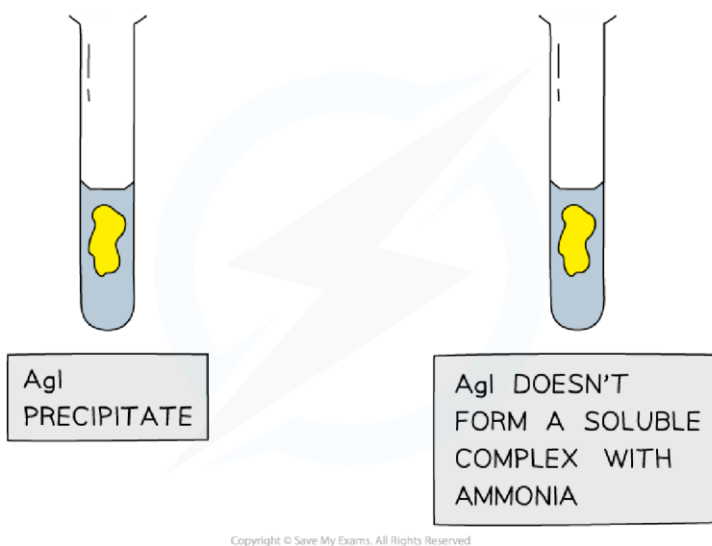 AgI
PRECIPITATE
AgI DOESN'T
FORM A SOLUBLE
COMPLEX WITH
AMMONIA
Copyright © Save My Exams. All Rights Reserved